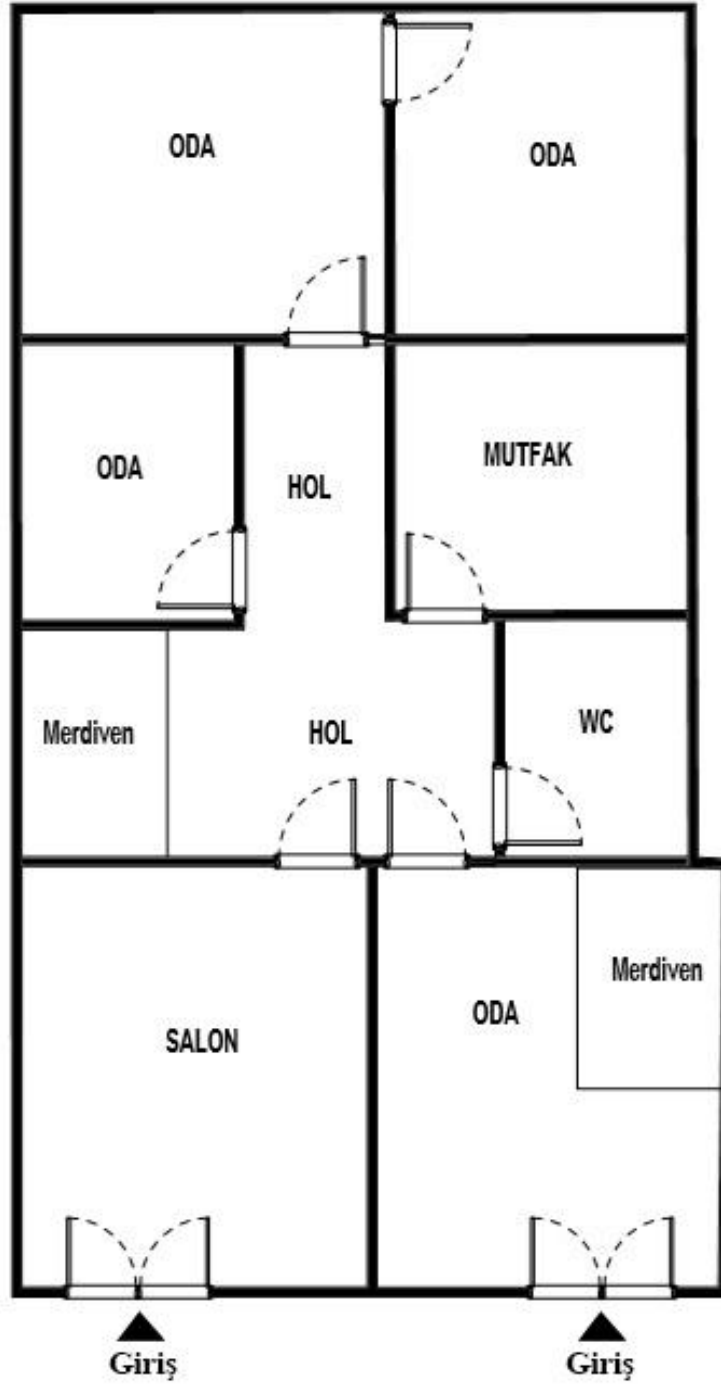 ODA
ODA
ODA
HOL
MUTFAK
Merdiven
HOL
WC
SALON
ODA
Merdiven
Giriş
Giriş